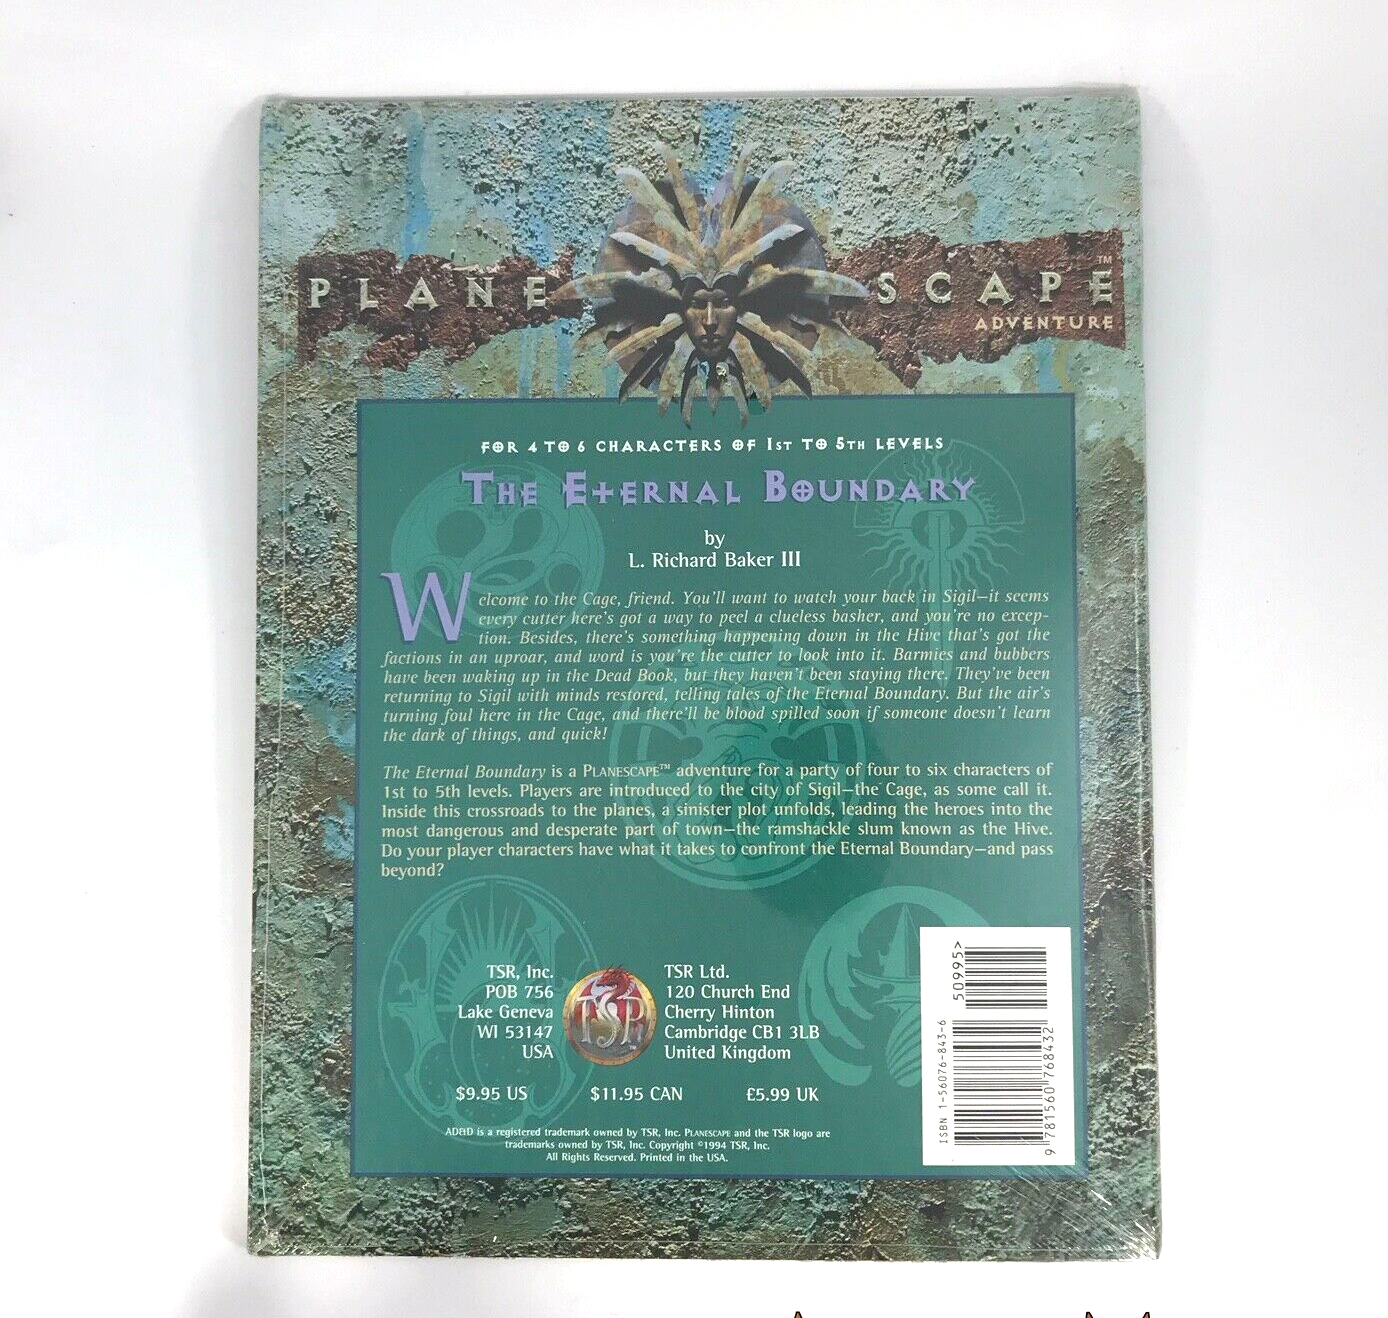 PLANESCAPE™
ADVENTURE
FOR 4 TO 6 CHARACTERS OF 1ST TO 5TH LEVELS
THE ETERNAL BOUNDARY
by
L. Richard Baker III
Welcome to the Cage, friend. You'll want to watch your back in Sigil—it seems
every cutter here's got a way to peel a clueless basher, and you're no excep-
tion. Besides, there's something happening down in the Hive that's got the
factions in an uproar, and word is you're the cutter to look into it. Barmies and bubbers
have been waking up in the Dead Book, but they haven't been staying there. They've been
returning to Sigil with minds restored, telling tales of the Eternal Boundary. But the air's
turning foul here in the Cage, and there'll be blood spilled soon if someone doesn't learn
the dark of things, and quick!
The Eternal Boundary is a PLANESCAPE™ adventure for a party of four to six characters of
1st to 5th levels. Players are introduced to the city of Sigil—the Cage, as some call it.
Inside this crossroads to the planes, a sinister plot unfolds, leading the heroes into the
most dangerous and desperate part of town—the ramshackle slum known as the Hive.
Do your player characters have what it takes to confront the Eternal Boundary—and pass
beyond?
TSR, Inc.
POB 756
Lake Geneva
WI 53147
USA
TSR
TSR Ltd.
120 Church End
Cherry Hinton
Cambridge CB1 3LB
United Kingdom
$9.95 US $11.95 CAN £5.99 UK
AD&D is a registered trademark owned by TSR, Inc. PLANESCAPE and the TSR logo are
trademarks owned by TSR, Inc. Copyright ©1994 TSR, Inc.
All Rights Reserved. Printed in the USA.
50995>
ISBN 1-56076-843-6
9 781560 768432